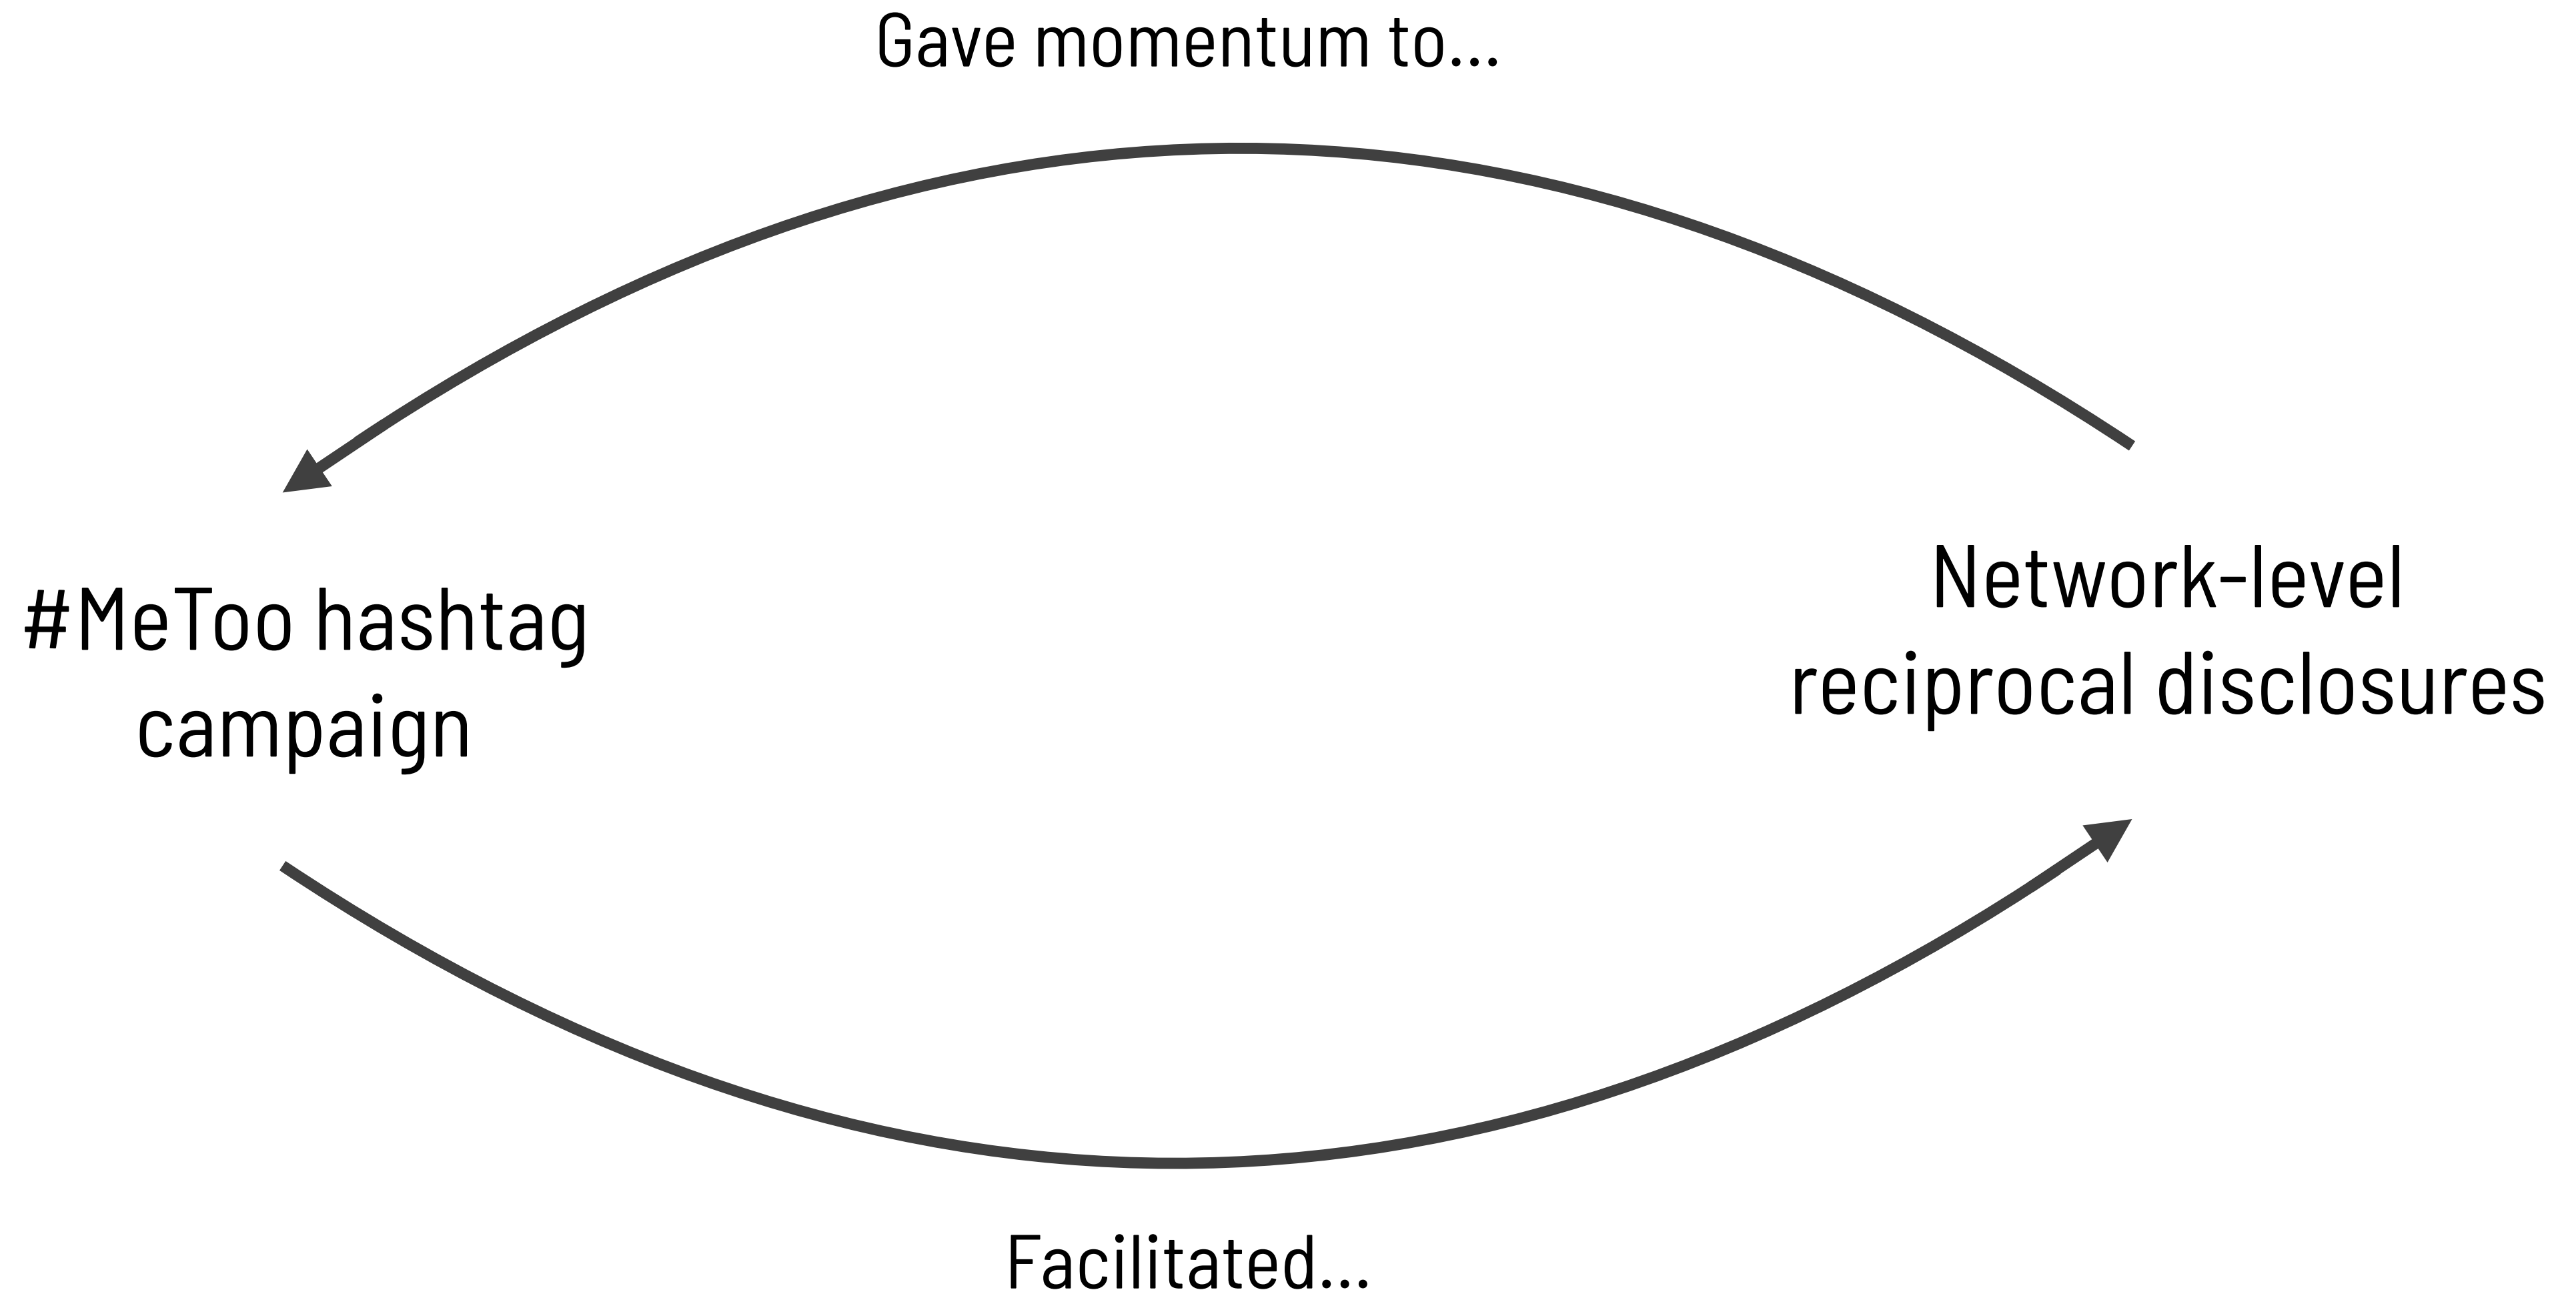 Gave momentum to...
#MeToo hashtag
campaign
Network-level
reciprocal disclosures
Facilitated...